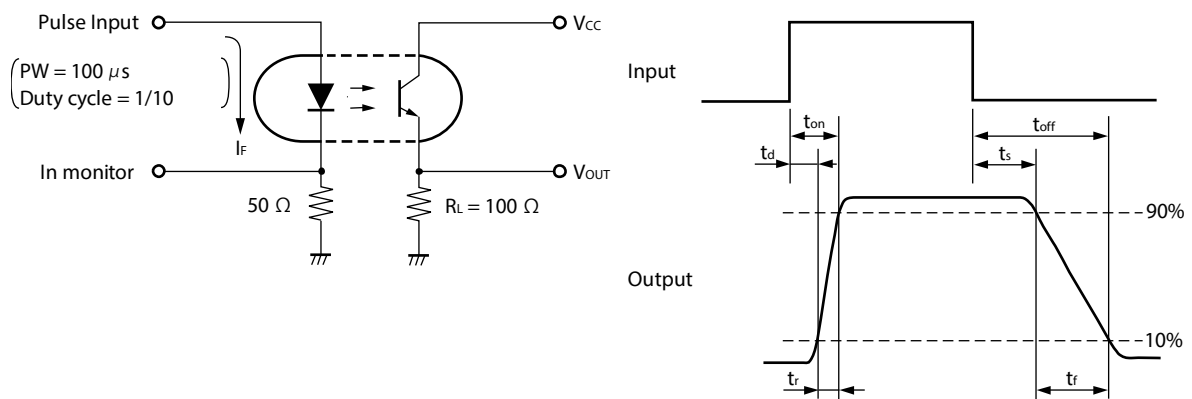 Pulse Input
PW = 100 μs
Duty cycle = 1/10
IF
In monitor
50 Ω
VCC
VOUT
RL = 100 Ω
Input
ton
td
toff
ts
90%
Output
10%
tr
tf